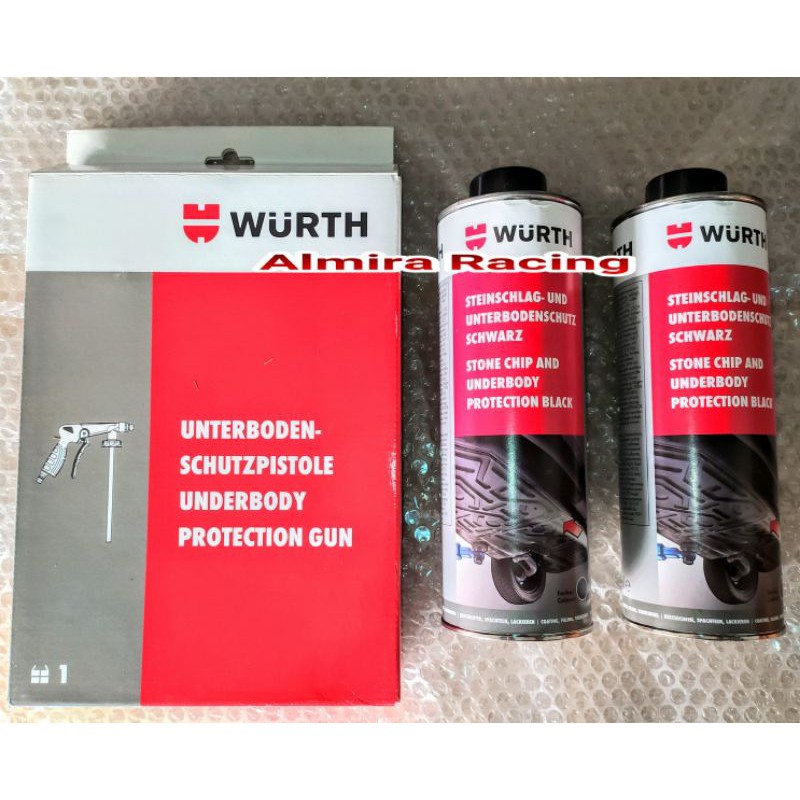 WÜRTH
Almira Racing
UNTERBODEN-
SCHUTZPISTOLE
UNDERBODY
PROTECTION GUN
1
WÜRTH
STEINSCHLAG- UND
UNTERBODENSCHUTZ
SCHWARZ
STONE CHIP AND
UNDERBODY
PROTECTION BLACK
WÜRTH
STEINSCHLAG- UND
UNTERBODENSCHUTZ
SCHWARZ
STONE CHIP AND
UNDERBODY
PROTECTION BLACK